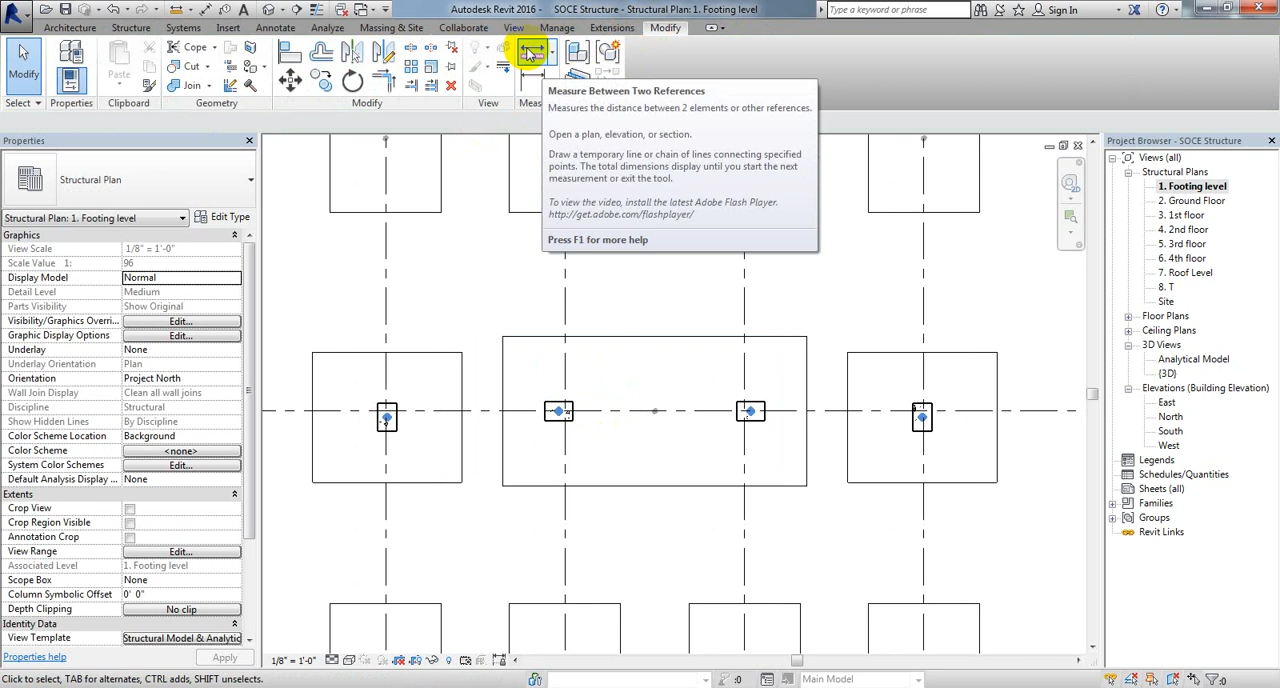 Autodesk Revit 2016 - SOCE Structure - Structural Plan: 1. Footing level
Type a keyword or phrase
Sign In
Architecture Structure Systems Insert Annotate Analyze Massing & Site Collaborate View Manage Extensions Modify
Modify Paste Cope Cut Join
Select Properties Clipboard Geometry Modify View Meas
Measure Between Two References
Measures the distance between 2 elements or other references.
Open a plan, elevation, or section.
Draw a temporary line or chain of lines connecting specified
points. The total dimensions display until you start the next
measurement or exit the tool.
To view the video, install the latest Adobe Flash Player.
http://get.adobe.com/flashplayer/
Press F1 for more help
Properties
Structural Plan
Structural Plan: 1. Footing level Edit Type
Graphics
View Scale 1/8" = 1'-0"
Scale Value 1: 96
Display Model Normal
Detail Level Medium
Parts Visibility Show Original
Visibility/Graphics Overri... Edit...
Graphic Display Options Edit...
Underlay None
Underlay Orientation Plan
Orientation Project North
Wall Join Display Clean all wall joins
Discipline Structural
Show Hidden Lines By Discipline
Color Scheme Location Background
Color Scheme <none>
System Color Schemes Edit...
Default Analysis Display ... None
Extents
Crop View
Crop Region Visible
Annotation Crop
View Range Edit...
Associated Level 1. Footing level
Scope Box None
Column Symbolic Offset 0' 0"
Depth Clipping No clip
Identity Data
View Template Structural Model & Analytic
Properties help Apply
Project Browser - SOCE Structure
Views (all)
Structural Plans
1. Footing level
2. Ground Floor
3. 1st floor
4. 2nd floor
5. 3rd floor
6. 4th floor
7. Roof Level
8. T
Site
Floor Plans
Ceiling Plans
3D Views
Analytical Model
{3D}
Elevations (Building Elevation)
East
North
South
West
Legends
Schedules/Quantities
Sheets (all)
Families
Groups
Revit Links
1/8" = 1'-0"
Click to select, TAB for alternates, CTRL adds, SHIFT unselects.
:0 Main Model :0